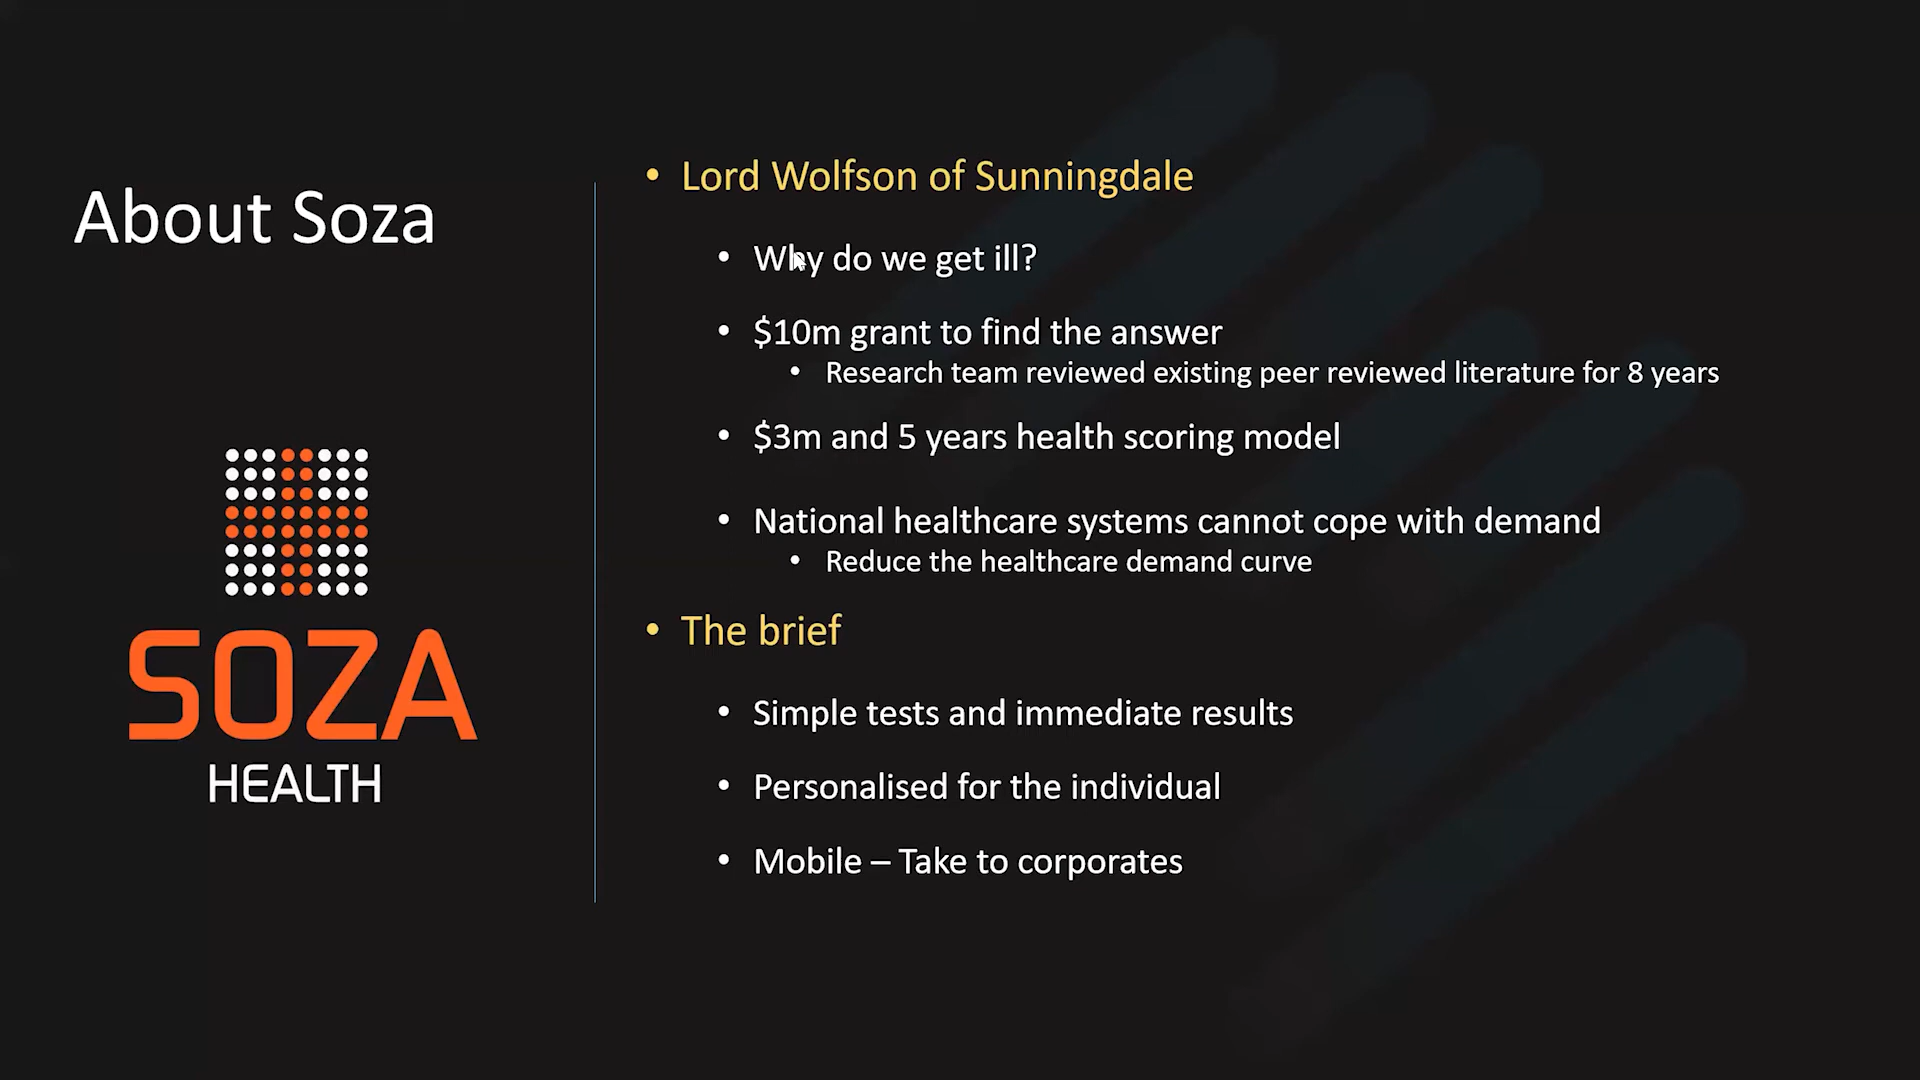 About Soza
SOZA
HEALTH
• Lord Wolfson of Sunningdale
• Why do we get ill?
• $10m grant to find the answer
• Research team reviewed existing peer reviewed literature for 8 years
• $3m and 5 years health scoring model
• National healthcare systems cannot cope with demand
• Reduce the healthcare demand curve
• The brief
• Simple tests and immediate results
• Personalised for the individual
• Mobile – Take to corporates